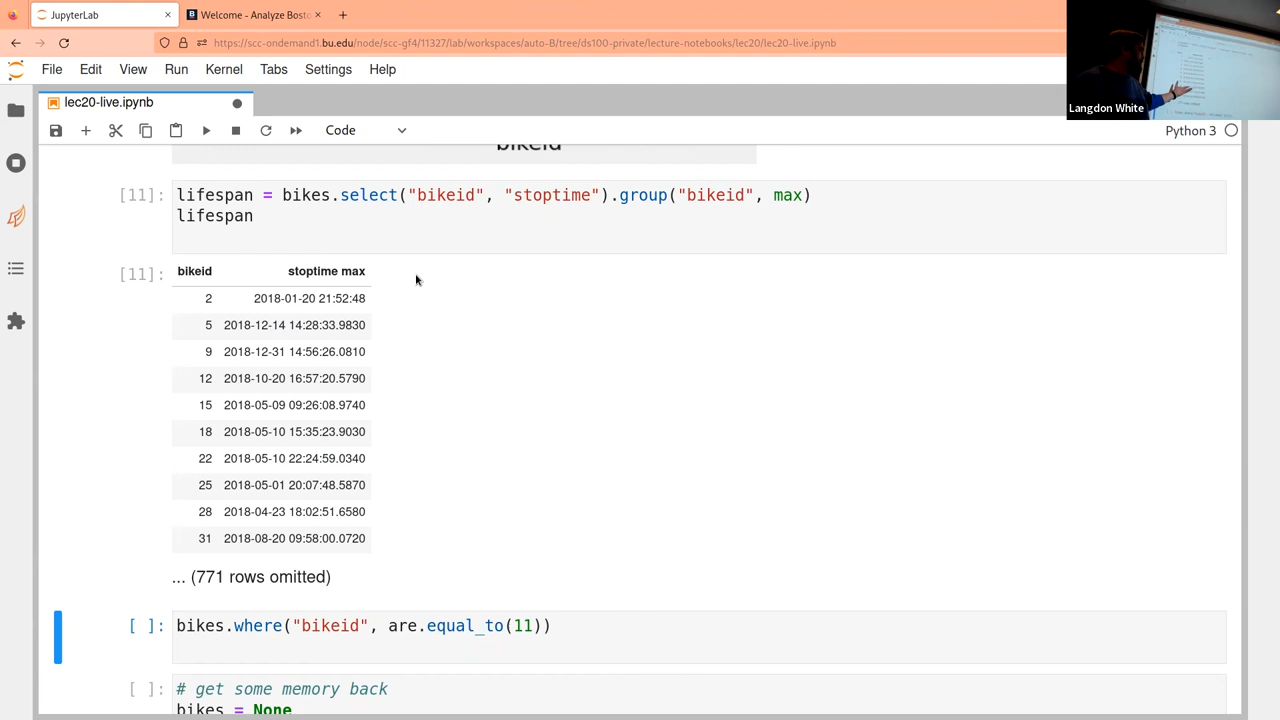 JupyterLab
Welcome - Analyze Bost
https://scc-ondemand1.bu.edu/node/scc-gf4/11327/lab/workspaces/auto-B/tree/ds100-private/lecture-notebooks/lec20/lec20-live.ipynb
File Edit View Run Kernel Tabs Settings Help
Langdon White
lec20-live.ipynb
Code
Python 3
bikeid
[11]: lifespan = bikes.select("bikeid", "stoptime").group("bikeid", max)
lifespan
[11]: bikeid stoptime max
2 2018-01-20 21:52:48
5 2018-12-14 14:28:33.9830
9 2018-12-31 14:56:26.0810
12 2018-10-20 16:57:20.5790
15 2018-05-09 09:26:08.9740
18 2018-05-10 15:35:23.9030
22 2018-05-10 22:24:59.0340
25 2018-05-01 20:07:48.5870
28 2018-04-23 18:02:51.6580
31 2018-08-20 09:58:00.0720
... (771 rows omitted)
[ ]: bikes.where("bikeid", are.equal_to(11))
[ ]: # get some memory back
bikes = None